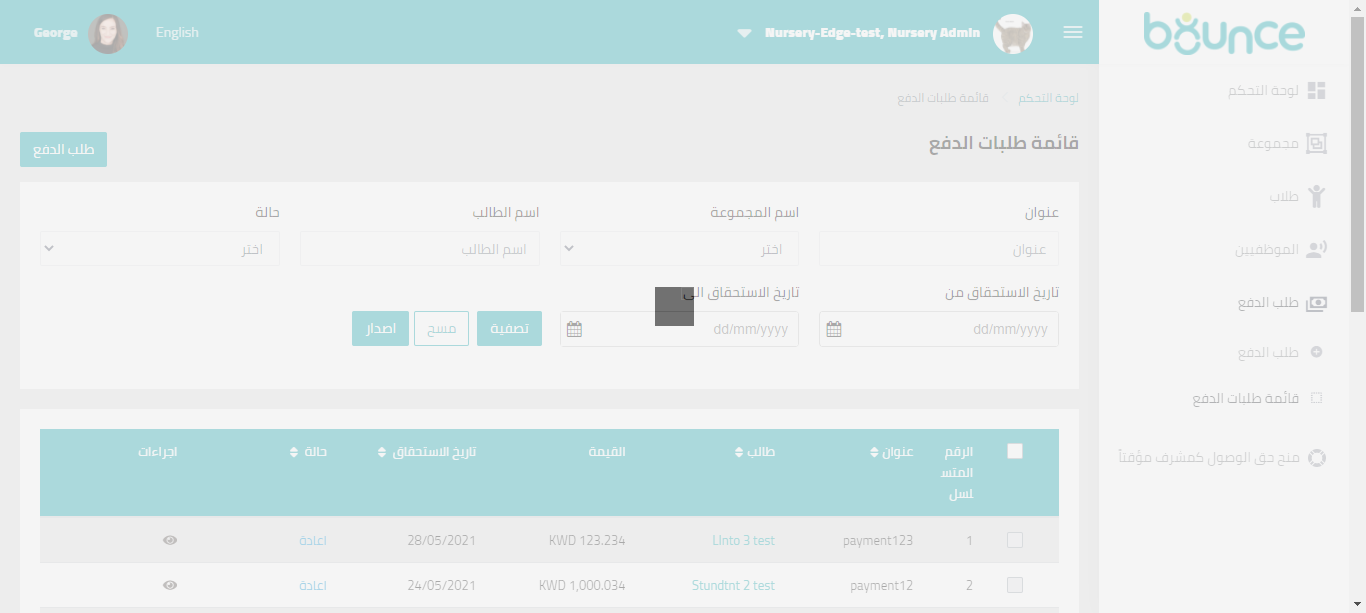 bounce
Nursery-Edge-test, Nursery Admin
English
George
لوحة التحكم
مجموعة
طلاب
الموظفيين
طلب الدفع
طلب الدفع
قائمة طلبات الدفع
منح حق الوصول كمشرف مؤقتاً
لوحة التحكم
قائمة طلبات الدفع
قائمة طلبات الدفع
طلب الدفع
عنوان
اسم المجموعة
اسم الطالب
حالة
عنوان
اختر
اسم الطالب
اختر
تاريخ الاستحقاق من
تاريخ الاستحقاق الى
dd/mm/yyyy
dd/mm/yyyy
تصفية
مسح
اصدار
الرقم المتسلسل
عنوان
طالب
القيمة
تاريخ الاستحقاق
حالة
اجراءات
1 payment123 LInto 3 test KWD 123.234 28/05/2021 اعادة
2 payment12 Stundtnt 2 test KWD 1,000.034 24/05/2021 اعادة